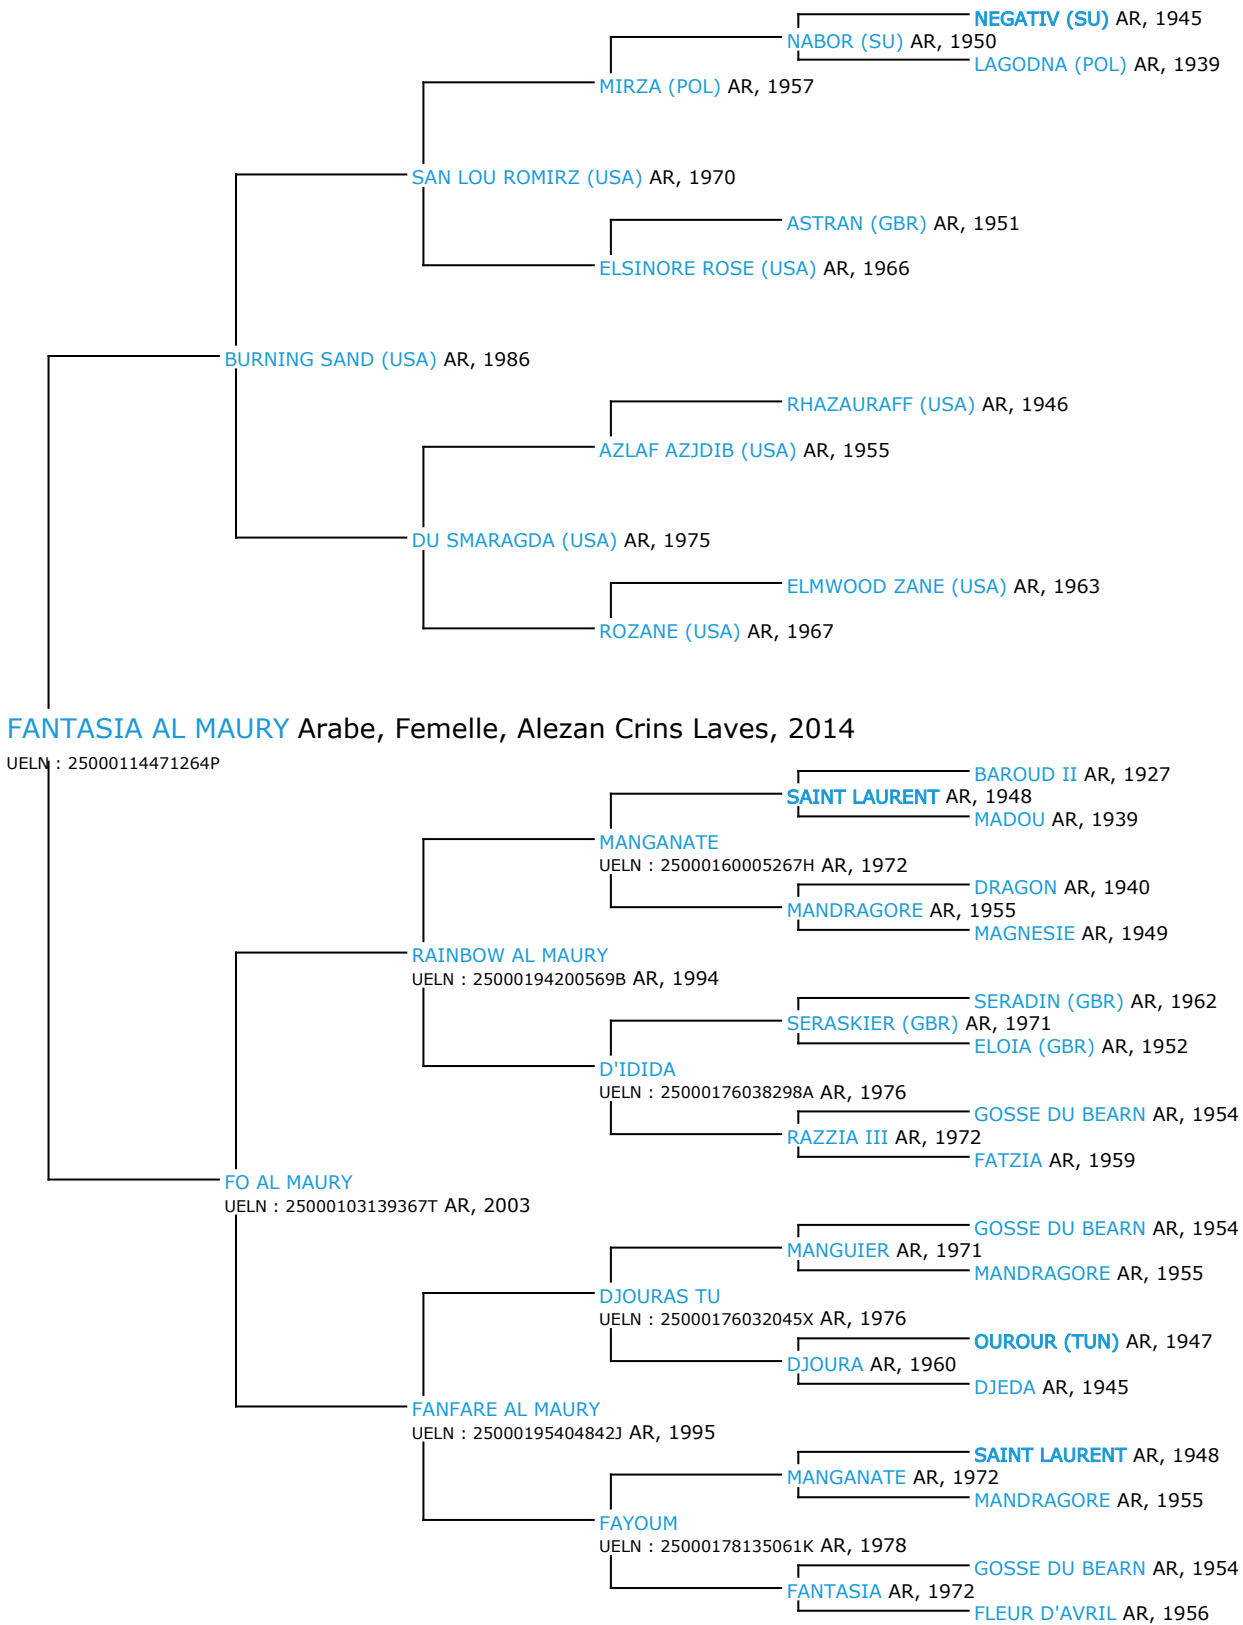 NEGATIV (SU) AR, 1945
NABOR (SU) AR, 1950
LAGODNA (POL) AR, 1939
MIRZA (POL) AR, 1957
SAN LOU ROMIRZ (USA) AR, 1970
ASTRAN (GBR) AR, 1951
ELSINORE ROSE (USA) AR, 1966
BURNING SAND (USA) AR, 1986
RHAZAURAFF (USA) AR, 1946
AZLAF AZJDIB (USA) AR, 1955
DU SMARAGDA (USA) AR, 1975
ELMWOOD ZANE (USA) AR, 1963
ROZANE (USA) AR, 1967
FANTASIA AL MAURY Arabe, Femelle, Alezan Crins Laves, 2014
UELN : 25000114471264P
BAROUD II AR, 1927
SAINT LAURENT AR, 1948
MADOU AR, 1939
MANGANATE
UELN : 25000160005267H AR, 1972
DRAGON AR, 1940
MANDRAGORE AR, 1955
MAGNESIE AR, 1949
RAINBOW AL MAURY
UELN : 25000194200569B AR, 1994
SERADIN (GBR) AR, 1962
SERASKIER (GBR) AR, 1971
ELOIA (GBR) AR, 1952
D'IDIDA
UELN : 25000176038298A AR, 1976
GOSSE DU BEARN AR, 1954
RAZZIA III AR, 1972
FATZIA AR, 1959
FO AL MAURY
UELN : 25000103139367T AR, 2003
GOSSE DU BEARN AR, 1954
MANGUIER AR, 1971
MANDRAGORE AR, 1955
DJOURAS TU
UELN : 25000176032045X AR, 1976
OUROUR (TUN) AR, 1947
DJOURA AR, 1960
DJEDA AR, 1945
FANFARE AL MAURY
UELN : 25000195404842J AR, 1995
SAINT LAURENT AR, 1948
MANGANATE AR, 1972
MANDRAGORE AR, 1955
FAYOUM
UELN : 25000178135061K AR, 1978
GOSSE DU BEARN AR, 1954
FANTASIA AR, 1972
FLEUR D'AVRIL AR, 1956